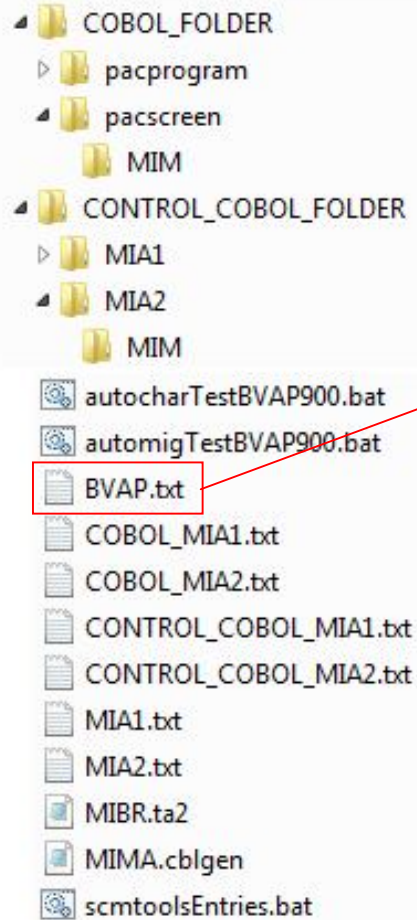 COBOL_FOLDER
pacprogram
pacscreen
MIM
CONTROL_COBOL_FOLDER
MIA1
MIA2
MIM
autocharTestBVAP900.bat
automigTestBVAP900.bat
BVAP.txt
COBOL_MIA1.txt
COBOL_MIA2.txt
CONTROL_COBOL_MIA1.txt
CONTROL_COBOL_MIA2.txt
MIA1.txt
MIA2.txt
MIBR.ta2
MIMA.cblgen
scmtoolsEntries.bat